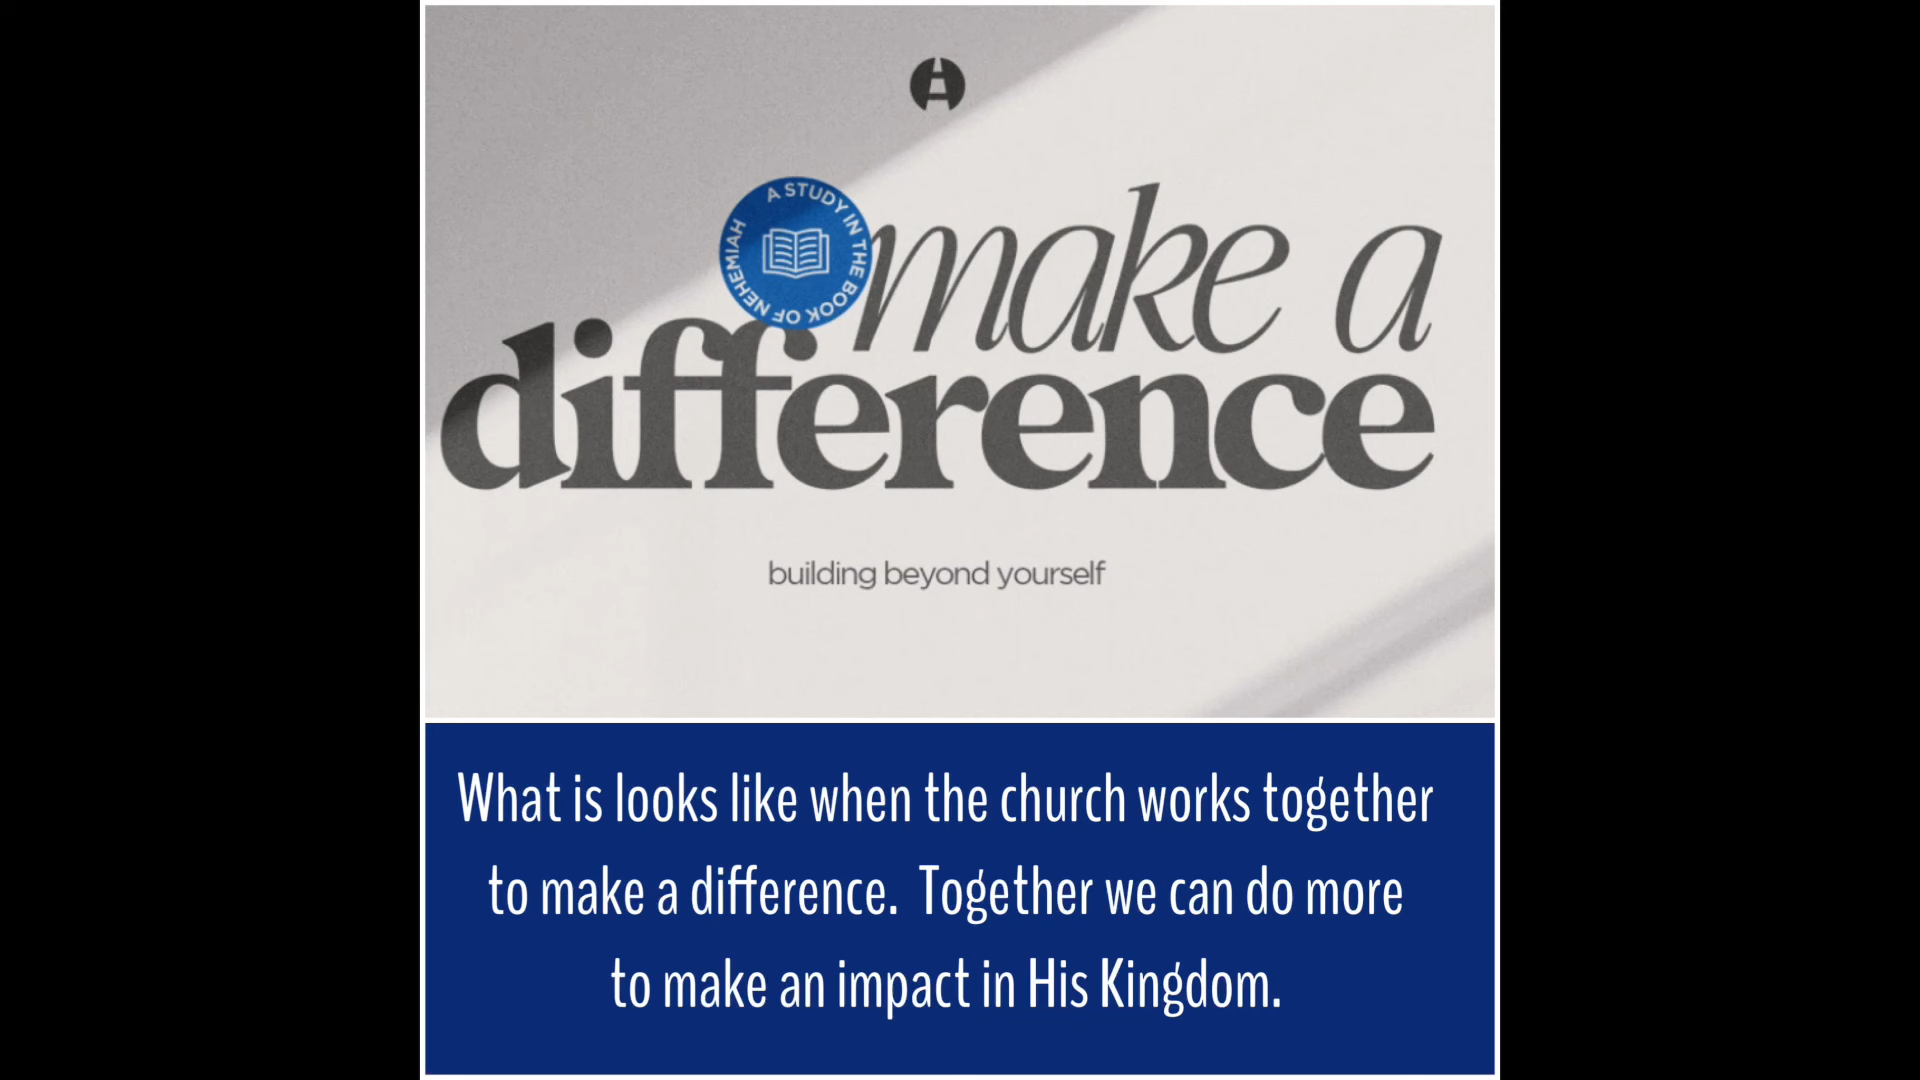 A STUDY IN THE BOOK OF NEHEMIAH
make a
difference
building beyond yourself
What is looks like when the church works together
to make a difference.  Together we can do more
to make an impact in His Kingdom.